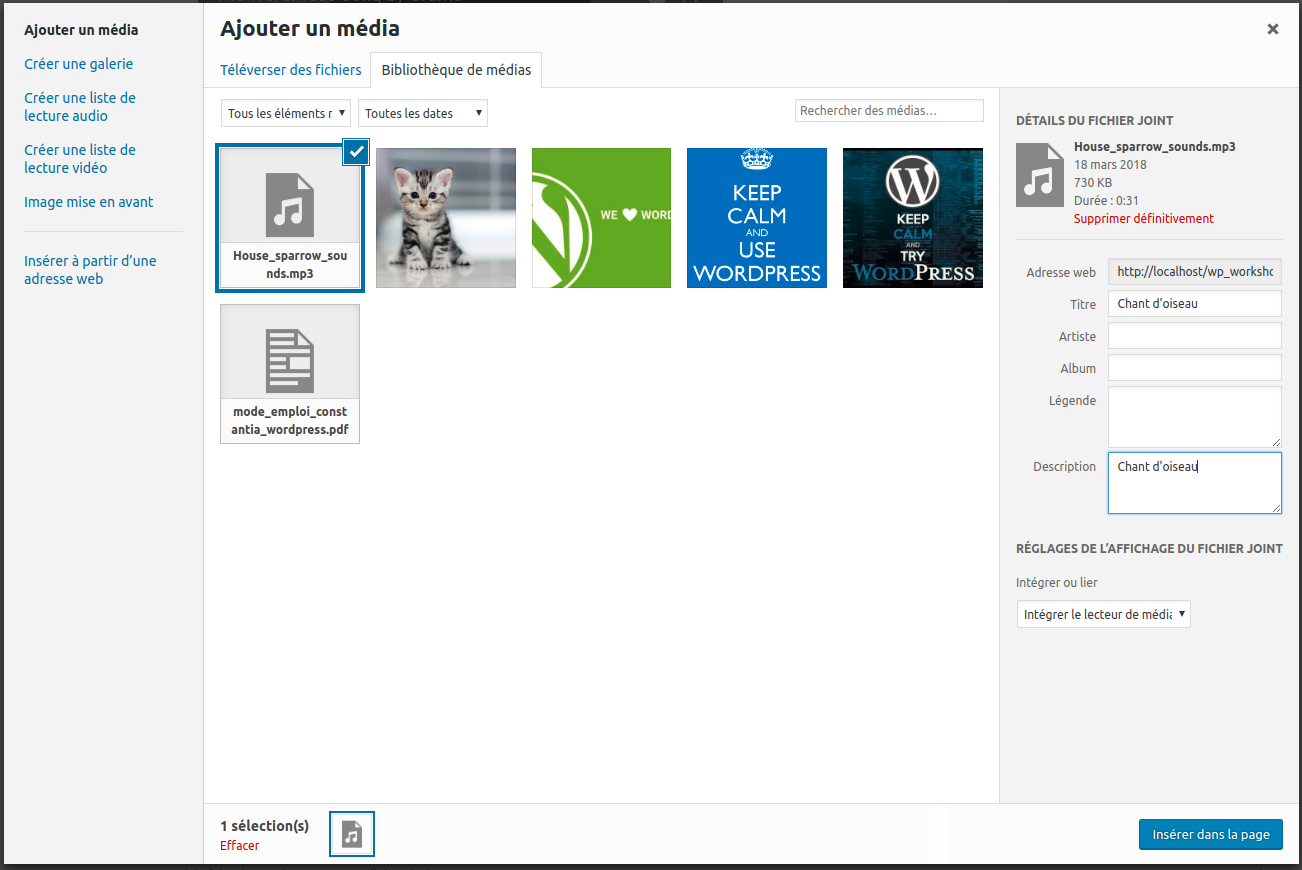 Ajouter un média
Créer une galerie
Créer une liste de
lecture audio
Créer une liste de
lecture vidéo
Image mise en avant
Insérer à partir d’une
adresse web
Ajouter un média
Téléverser des fichiers
Bibliothèque de médias
Tous les éléments r
Toutes les dates
Rechercher des médias…
House_sparrow_sou
nds.mp3
WE WORD
KEEP
CALM
AND
USE
WORDPRESS
KEEP
CALM
AND
TRY
WORDPRESS
mode_emploi_const
antia_wordpress.pdf
DÉTAILS DU FICHIER JOINT
House_sparrow_sounds.mp3
18 mars 2018
730 KB
Durée : 0:31
Supprimer définitivement
Adresse web http://localhost/wp_worksho
Titre Chant d'oiseau
Artiste
Album
Légende
Description Chant d'oiseau
RÉGLAGES DE L’AFFICHAGE DU FICHIER JOINT
Intégrer ou lier
Intégrer le lecteur de média
1 sélection(s)
Effacer
Insérer dans la page